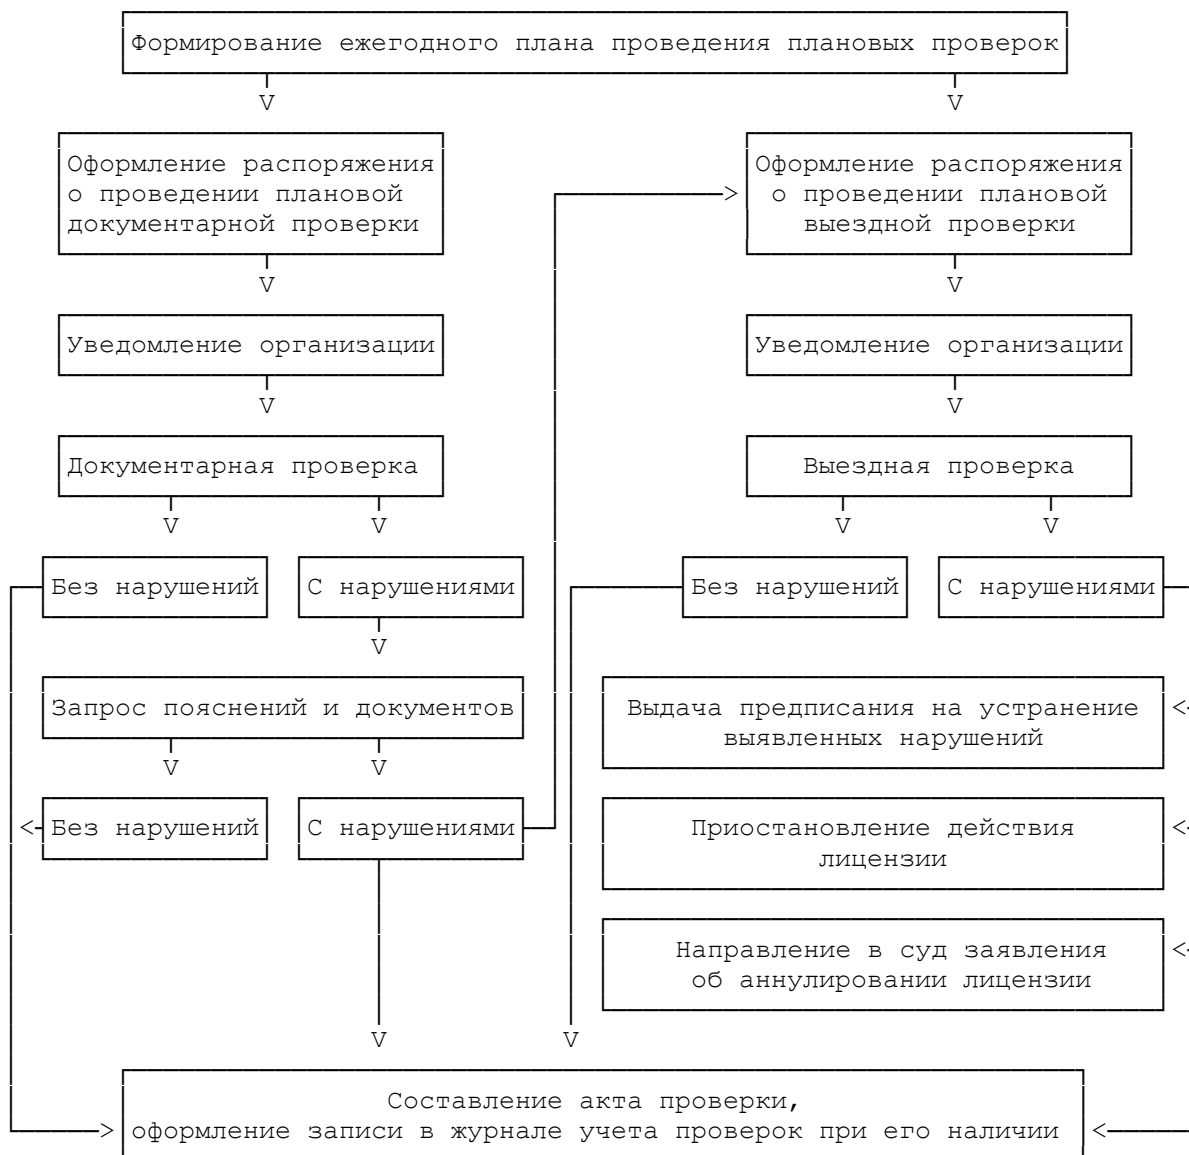 Формирование ежегодного плана проведения плановых проверок
Оформление распоряжения
о проведении плановой
документарной проверки
Оформление распоряжения
о проведении плановой
выездной проверки
Уведомление организации
Уведомление организации
Документарная проверка
Выездная проверка
Без нарушений
С нарушениями
Без нарушений
С нарушениями
Запрос пояснений и документов
Выдача предписания на устранение
выявленных нарушений
Без нарушений
С нарушениями
Приостановление действия
лицензии
Направление в суд заявления
об аннулировании лицензии
Составление акта проверки,
оформление записи в журнале учета проверок при его наличии